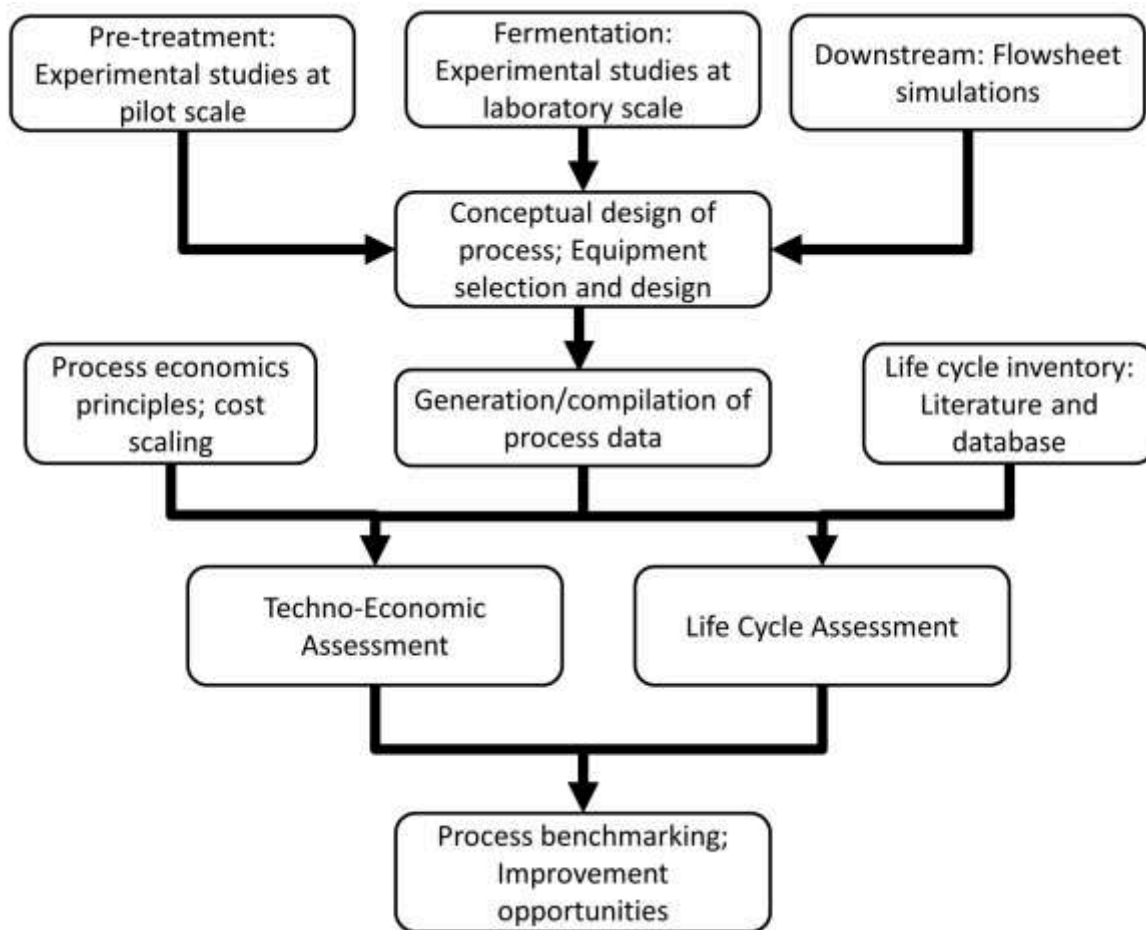 Pre-treatment:
Experimental studies at
pilot scale
Fermentation:
Experimental studies at
laboratory scale
Downstream: Flowsheet
simulations
Conceptual design of
process; Equipment
selection and design
Process economics
principles; cost
scaling
Generation/compilation of
process data
Life cycle inventory:
Literature and
database
Techno-Economic
Assessment
Life Cycle Assessment
Process benchmarking;
Improvement
opportunities